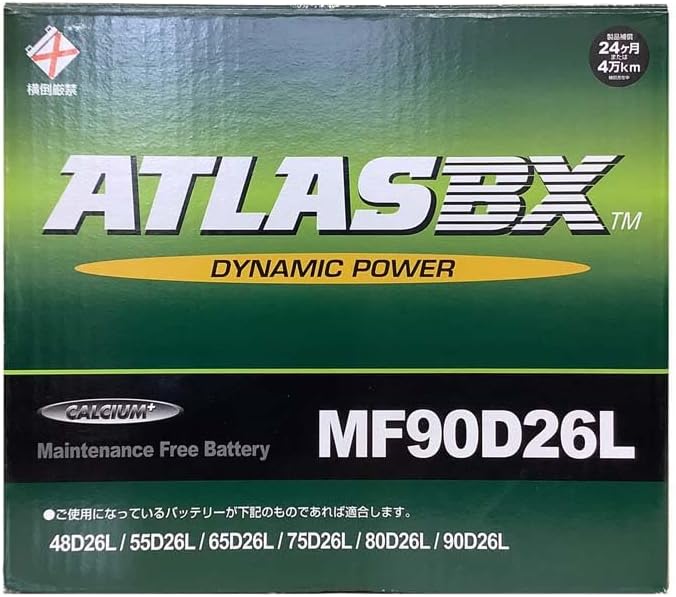 横倒厳禁
製品補償
24ヶ月
または
4万km
ATLASBX TM
DYNAMIC POWER
CALCIUM+
Maintenance Free Battery
MF90D26L
●ご使用になっているバッテリーが下記のものであれば適合します。
48D26L / 55D26L / 65D26L / 75D26L / 80D26L / 90D26L